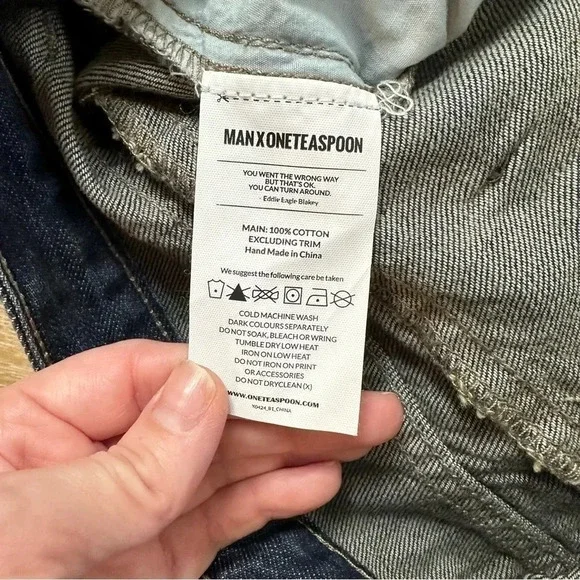 MANXONETEASPOON
YOU WENT THE WRONG WAY
BUT THAT'S OK.
YOU CAN TURN AROUND.
- Eddie Eagle Blakey
MAIN: 100% COTTON
EXCLUDING TRIM
Hand Made in China
We suggest the following care be taken
COLD MACHINE WASH
DARK COLOURS SEPARATELY
DO NOT SOAK, BLEACH OR WRING
TUMBLE DRY LOW HEAT
IRON ON LOW HEAT
DO NOT IRON ON PRINT
OR ACCESSORIES
DO NOT DRYCLEAN (X)
WWW.ONETEASPOON.COM
X0424_B1_CHINA